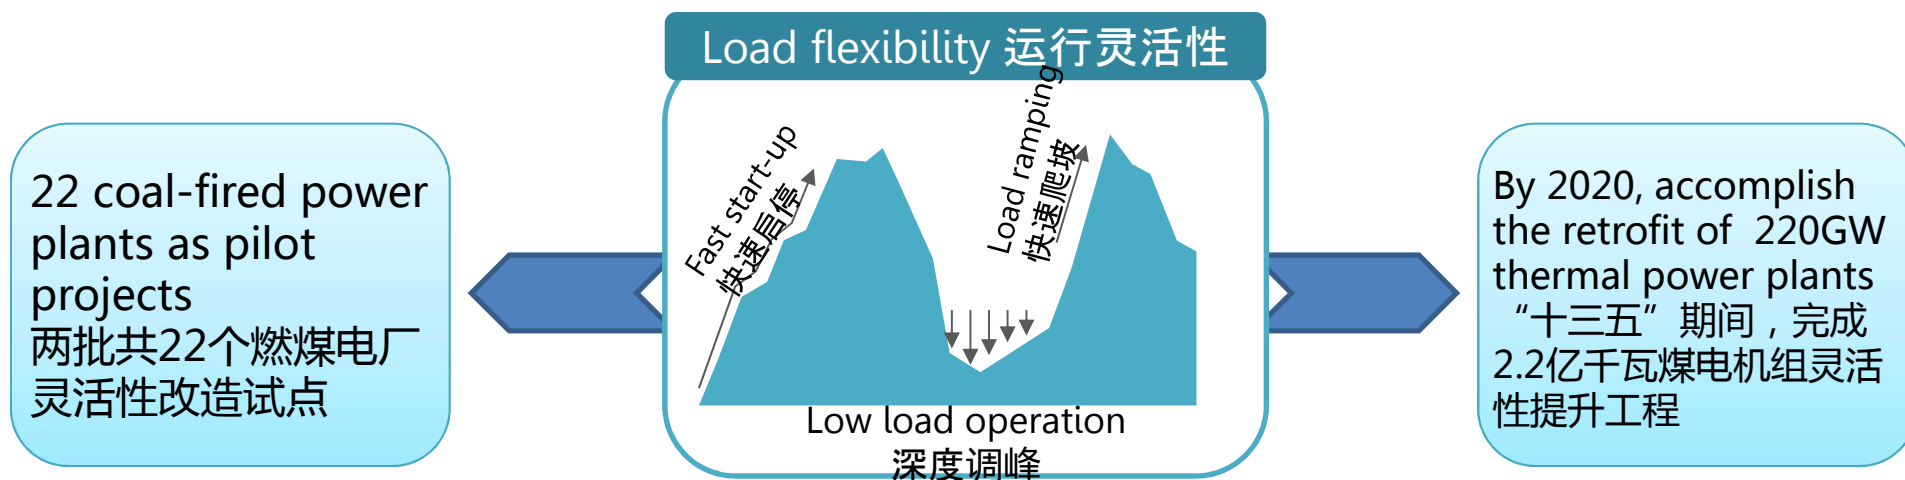 Load flexibility 运行灵活性
22 coal-fired power
plants as pilot
projects
两批共22个燃煤电厂
灵活性改造试点
Fast start-up
快速启停
Load ramping
快速爬坡
Low load operation
深度调峰
By 2020, accomplish
the retrofit of 220GW
thermal power plants
“十三五”期间，完成
2.2亿千瓦煤电机组灵活
性提升工程